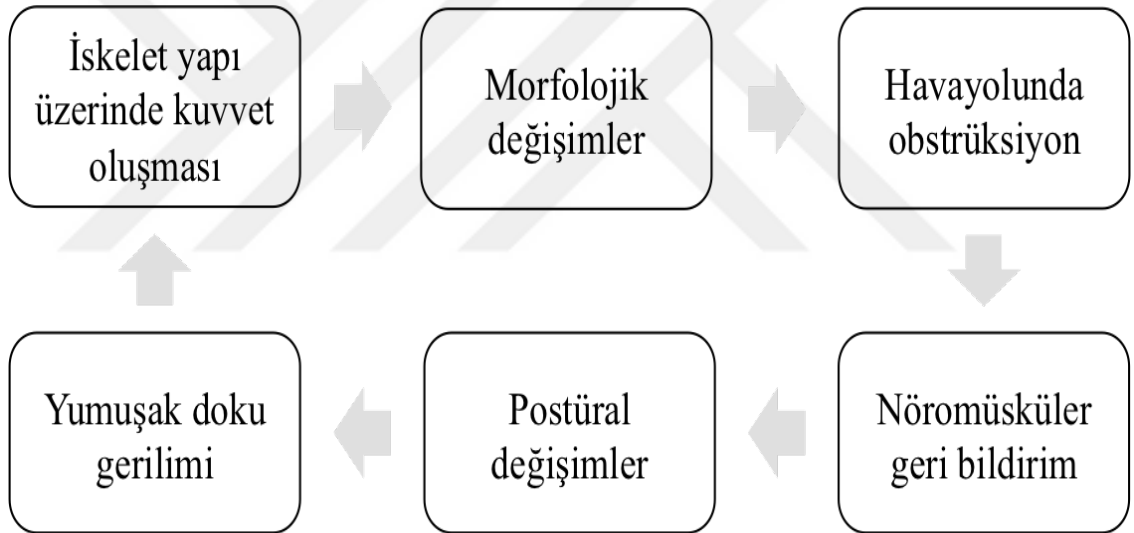 İskelet yapı
üzerinde kuvvet
oluşması
Morfolojik
değişimler
Havayolunda
obstrüksiyon
Nöromüsküler
geri bildirim
Postüral
değişimler
Yumuşak doku
gerilimi